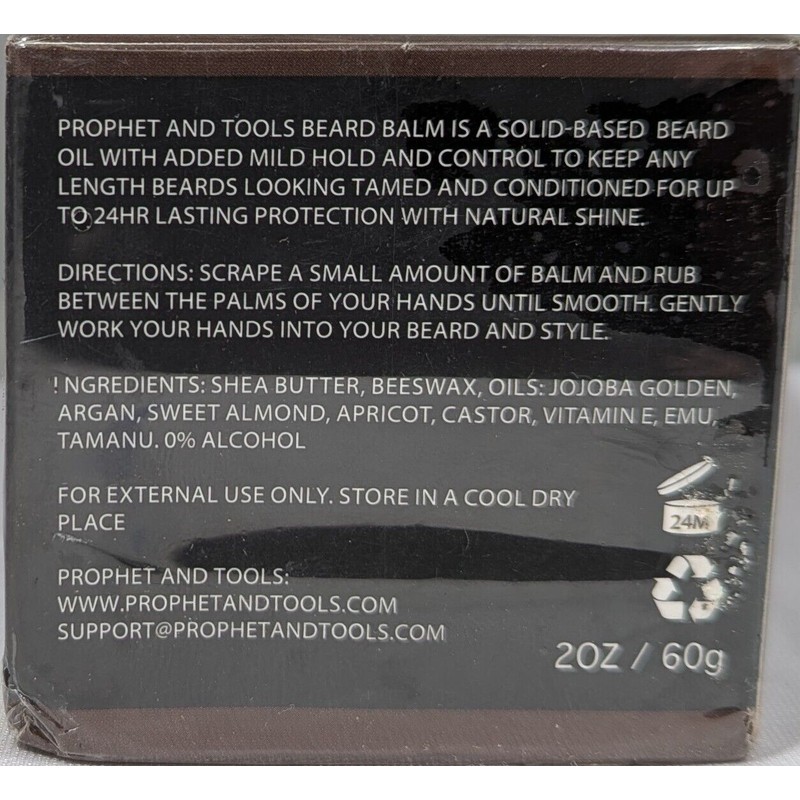 PROPHET AND TOOLS BEARD BALM IS A SOLID-BASED BEARD
OIL WITH ADDED MILD HOLD AND CONTROL TO KEEP ANY
LENGTH BEARDS LOOKING TAMED AND CONDITIONED FOR UP
TO 24HR LASTING PROTECTION WITH NATURAL SHINE.
DIRECTIONS: SCRAPE A SMALL AMOUNT OF BALM AND RUB
BETWEEN THE PALMS OF YOUR HANDS UNTIL SMOOTH. GENTLY
WORK YOUR HANDS INTO YOUR BEARD AND STYLE.
!NGREDIENTS: SHEA BUTTER, BEESWAX, OILS: JOJOBA GOLDEN,
ARGAN, SWEET ALMOND, APRICOT, CASTOR, VITAMIN E, EMU,
TAMANU. 0% ALCOHOL
FOR EXTERNAL USE ONLY. STORE IN A COOL DRY
PLACE
24M
PROPHET AND TOOLS:
WWW.PROPHETANDTOOLS.COM
SUPPORT@PROPHETANDTOOLS.COM
2OZ / 60g